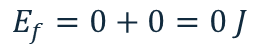 E_f = 0 + 0 = 0 J